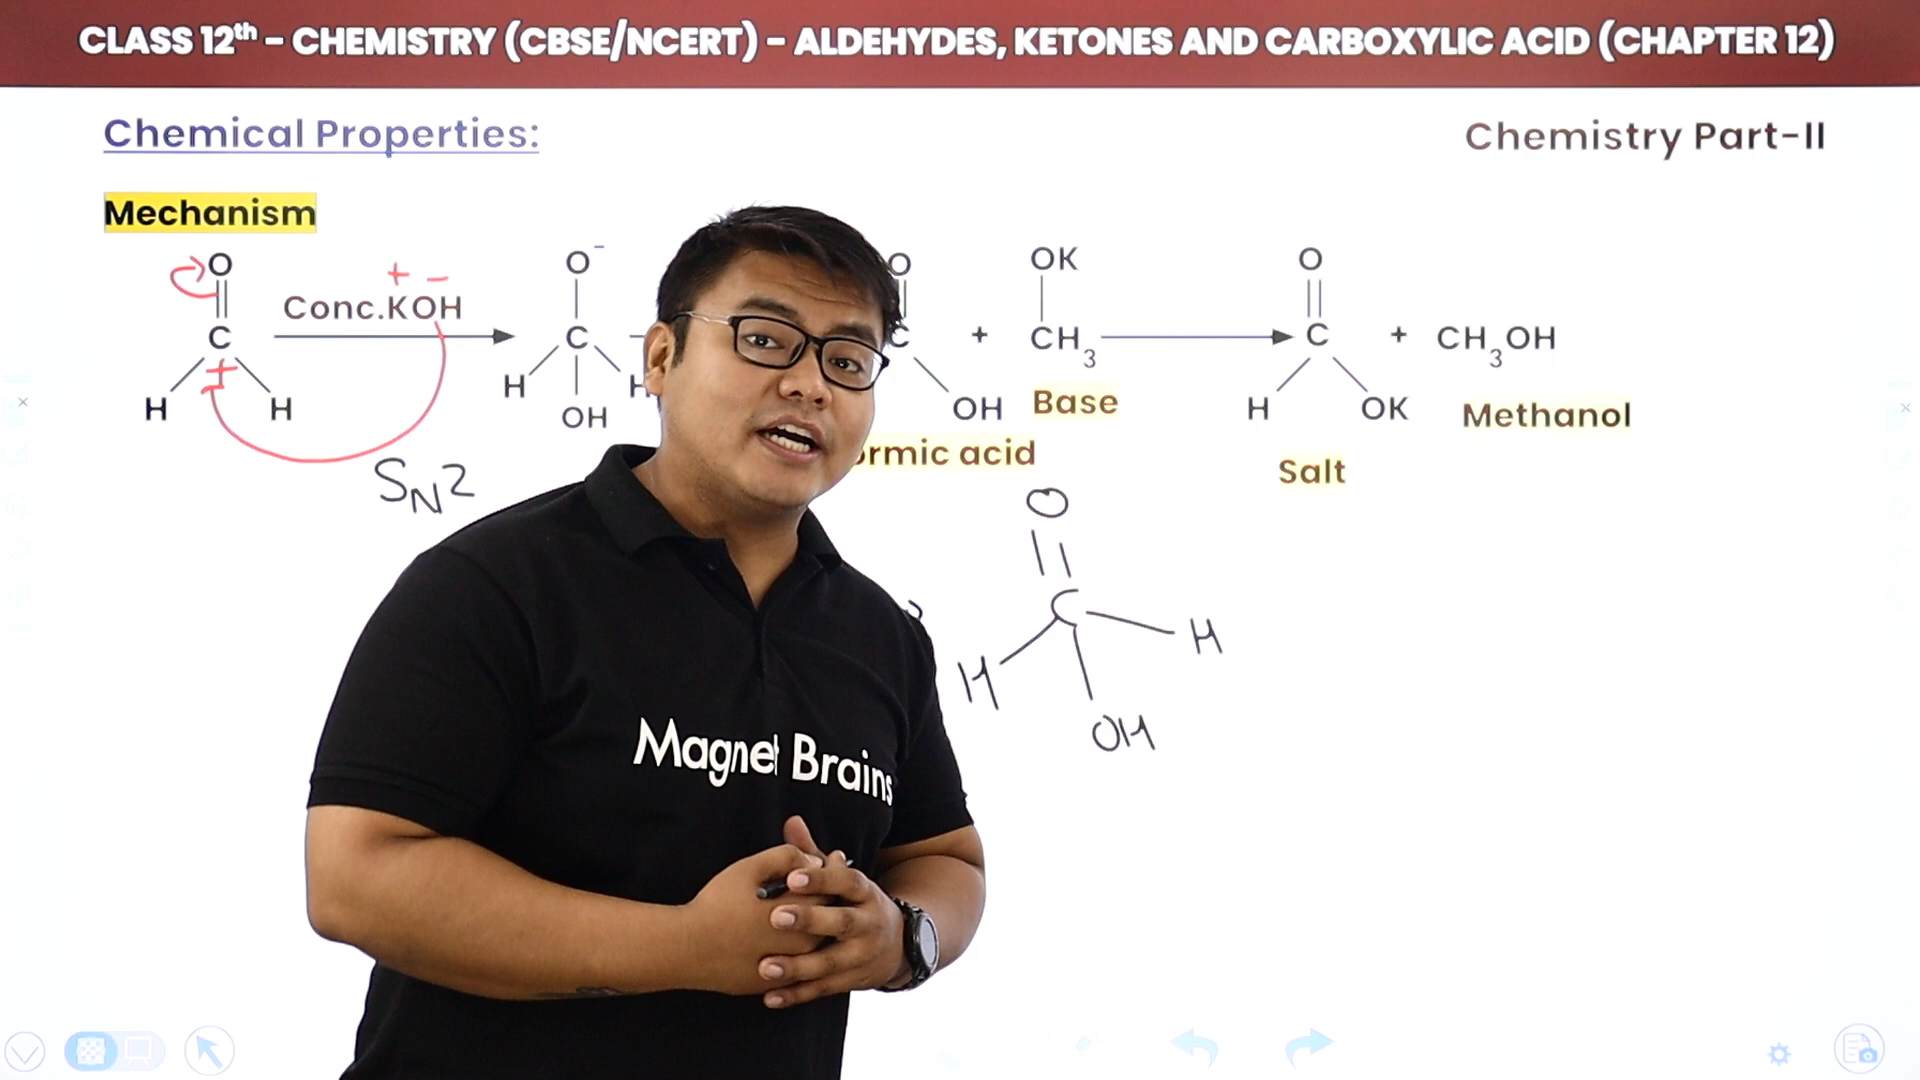 CLASS 12th – CHEMISTRY (CBSE/NCERT) – ALDEHYDES, KETONES AND CARBOXYLIC ACID (CHAPTER 12)
Chemical Properties:
Chemistry Part-II
Mechanism
O
C
H H
+ −
Conc.KOH
O−
C
H
OH
H
O
C
OH
+
OK
CH3
Base
O
C
H OK
Salt
+ CH3OH
Methanol
+
acid
SN2
O
C
H H
OH
Magnet Brains